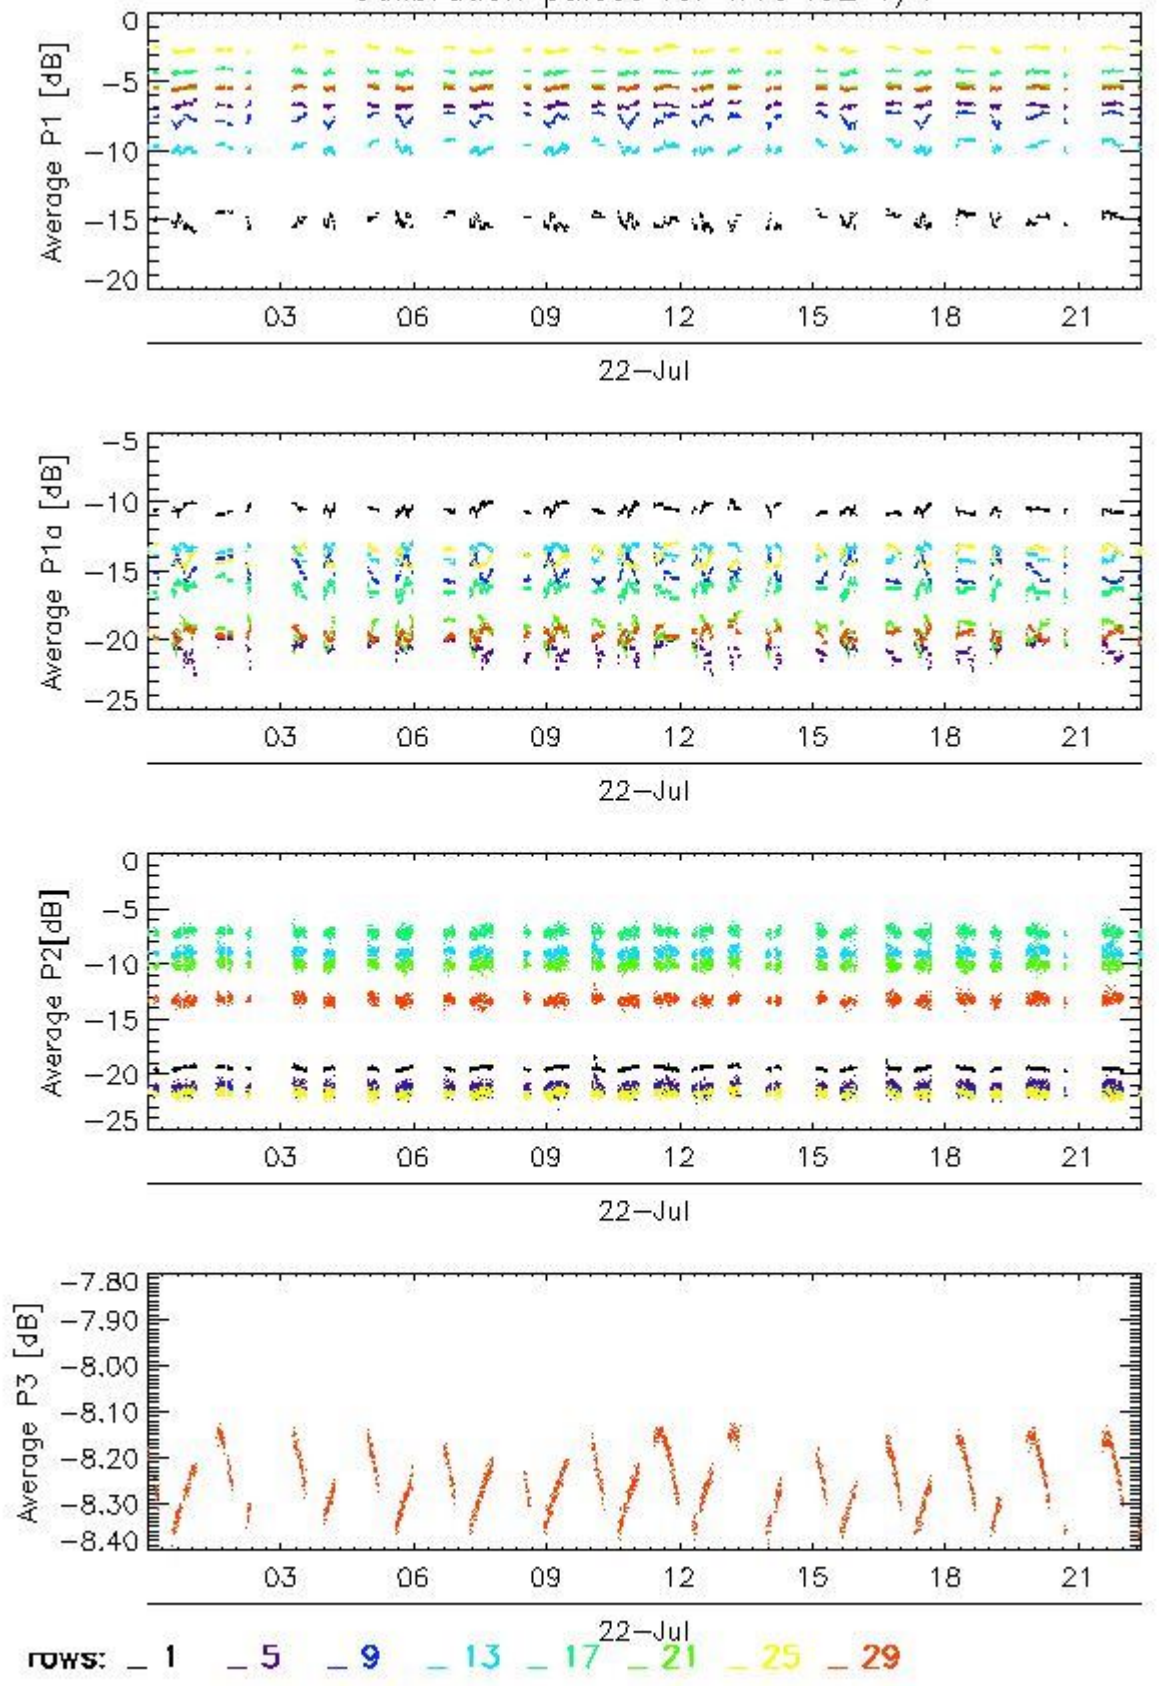 0
−5
−10
−15
−20
Average P1 [dB]
03 06 09 12 15 18 21
22−Jul
−5
−10
−15
−20
−25
Average P1a [dB]
03 06 09 12 15 18 21
22−Jul
0
−5
−10
−15
−20
−25
Average P2[dB]
03 06 09 12 15 18 21
22−Jul
−7.80
−7.90
−8.00
−8.10
−8.20
−8.30
−8.40
Average P3 [dB]
03 06 09 12 15 18 21
22−Jul
rows: _ 1 _ 5 _ 9 _ 13 _ 17 _ 21 _ 25 _ 29